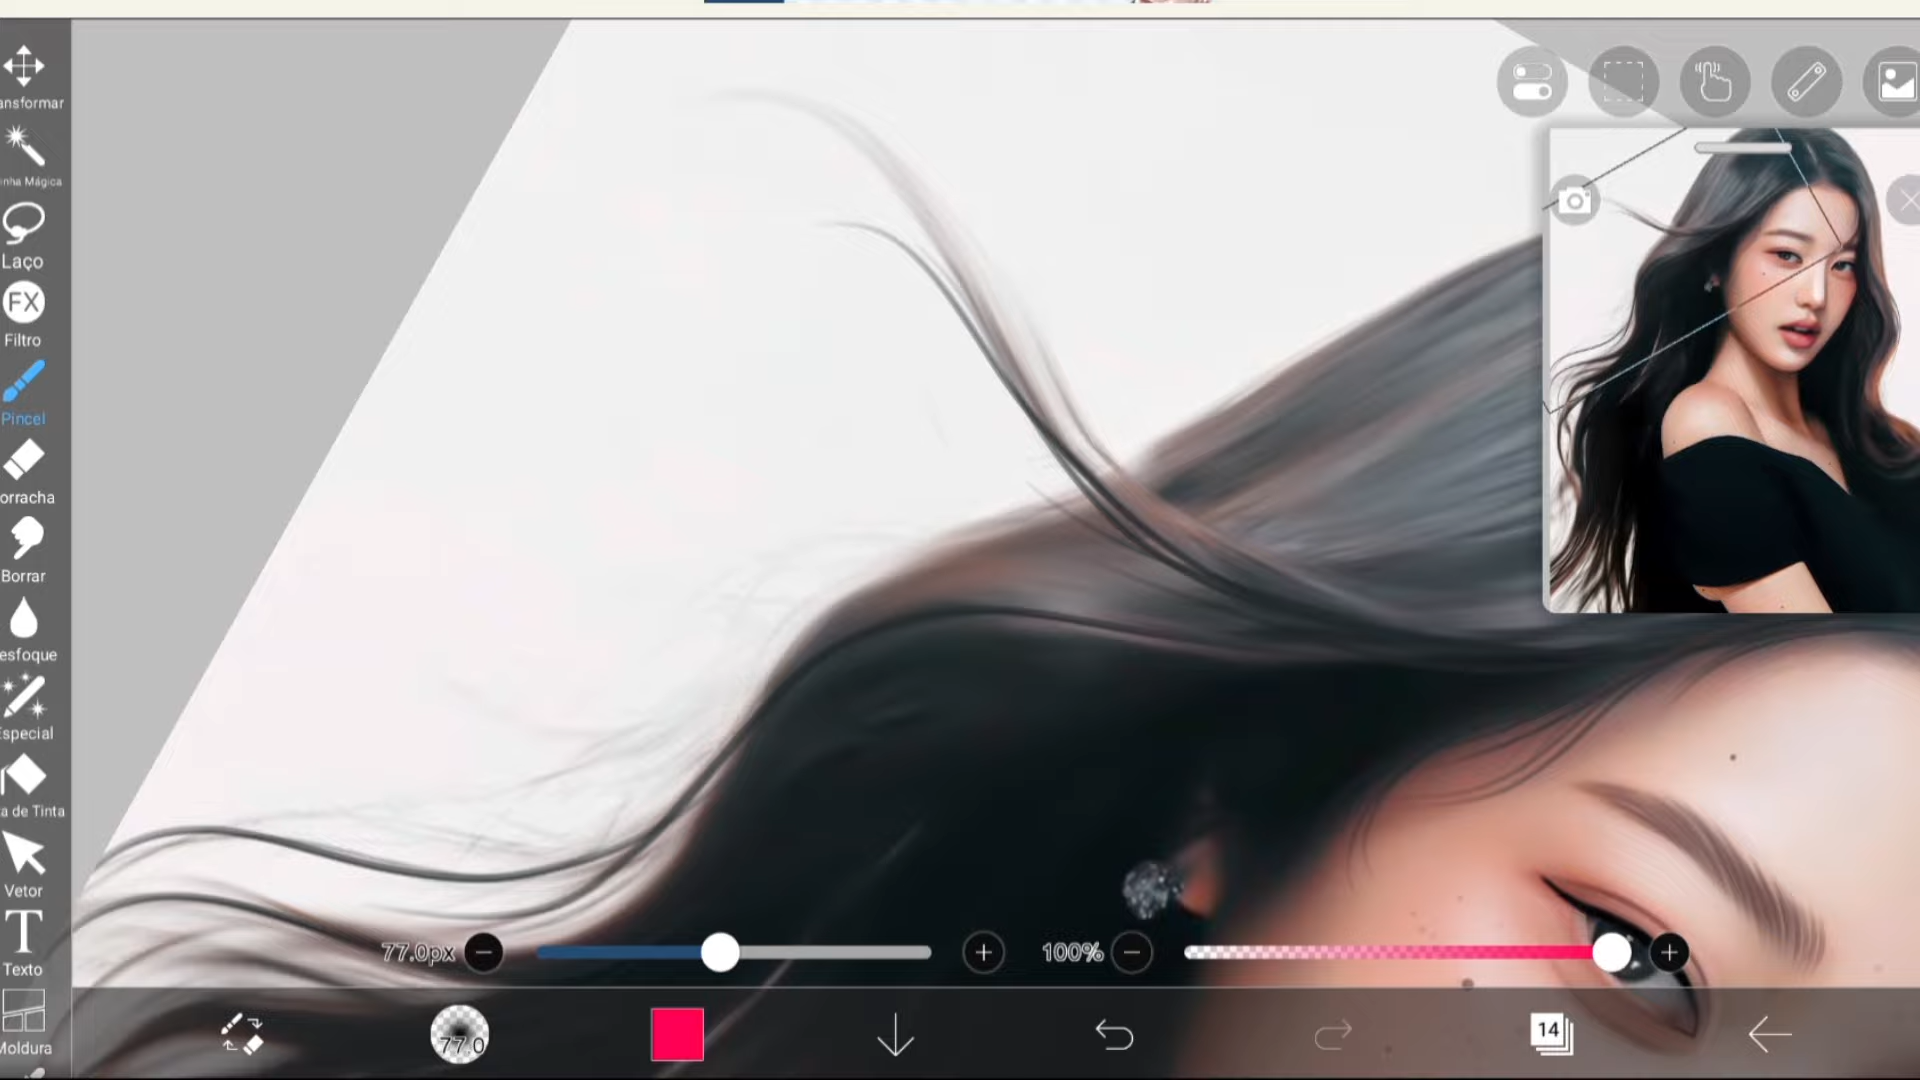 ansformar
inha Mágica
Laço
FX
Filtro
Pincel
orracha
Borrar
esfoque
Especial
a de Tinta
Vetor
T
Texto
Moldura
77.0px
100%
77.0
14